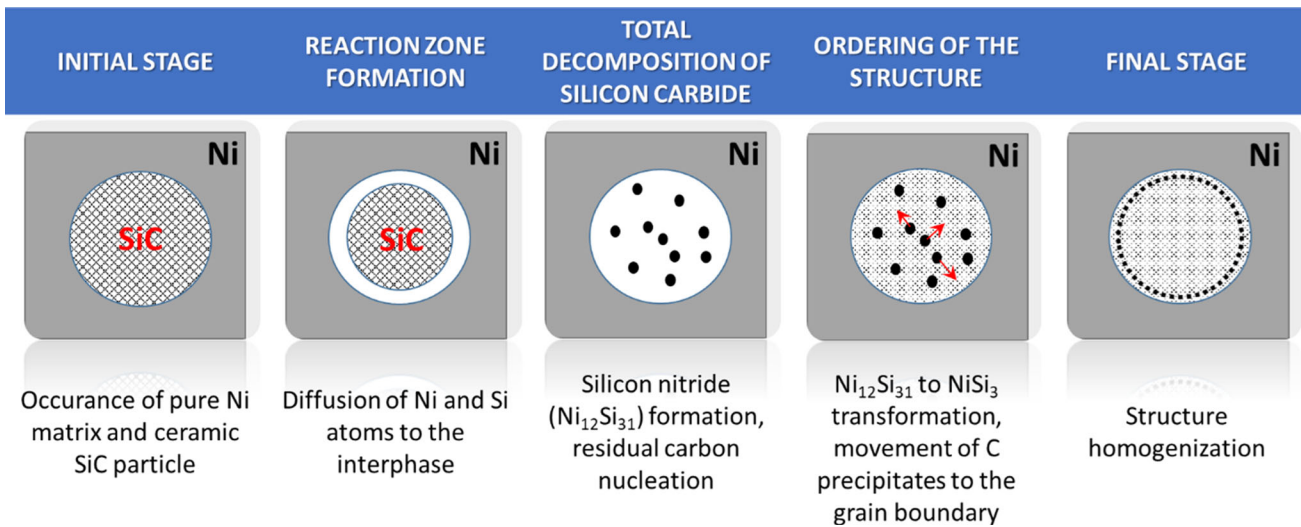 INITIAL STAGE
REACTION ZONE
FORMATION
TOTAL
DECOMPOSITION OF
SILICON CARBIDE
ORDERING OF THE
STRUCTURE
FINAL STAGE
Ni
SiC
Ni
SiC
Ni
Ni
Ni
Occurance of pure Ni
matrix and ceramic
SiC particle
Diffusion of Ni and Si
atoms to the
interphase
Silicon nitride
(Ni₁₂Si₃₁) formation,
residual carbon
nucleation
Ni₁₂Si₃₁ to NiSi₃
transformation,
movement of C
precipitates to the
grain boundary
Structure
homogenization